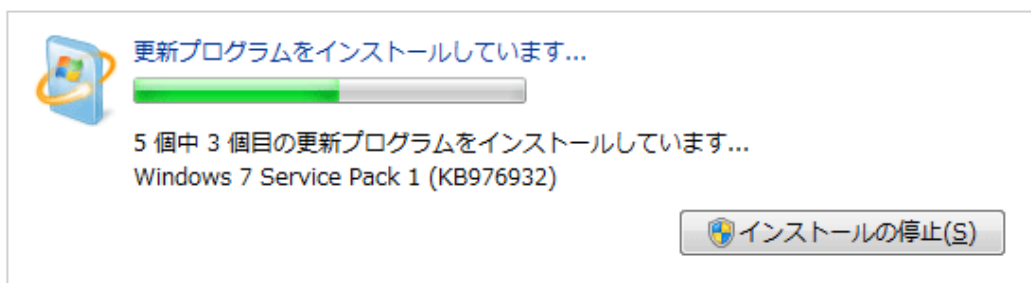 更新プログラムをインストールしています...
5 個中 3 個目の更新プログラムをインストールしています...
Windows 7 Service Pack 1 (KB976932)
インストールの停止(S)